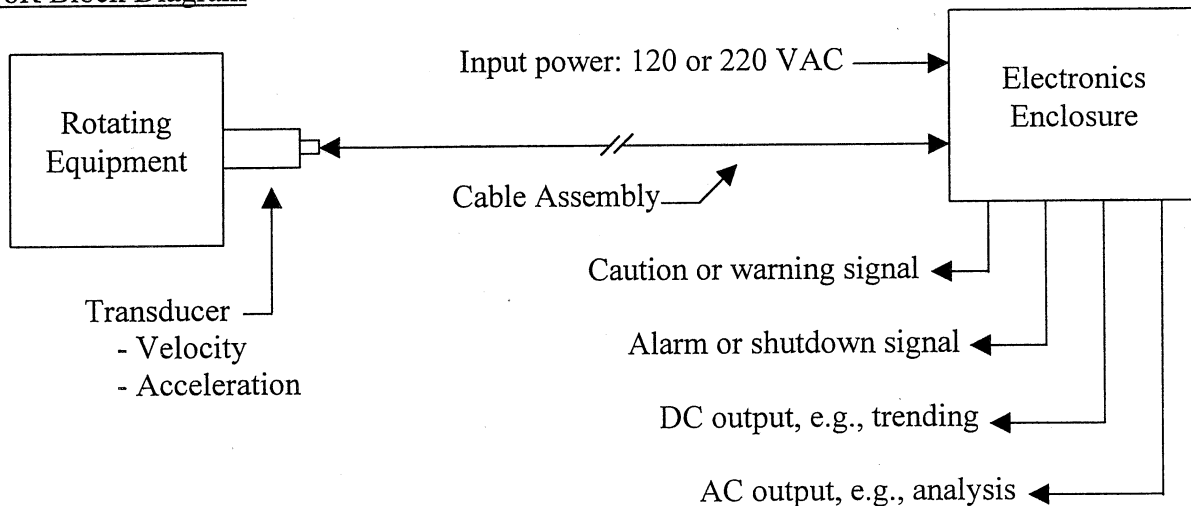 Block Diagram
Input power: 120 or 220 VAC
Electronics
Enclosure
Rotating
Equipment
Cable Assembly
Caution or warning signal
Transducer
- Velocity
- Acceleration
Alarm or shutdown signal
DC output, e.g., trending
AC output, e.g., analysis